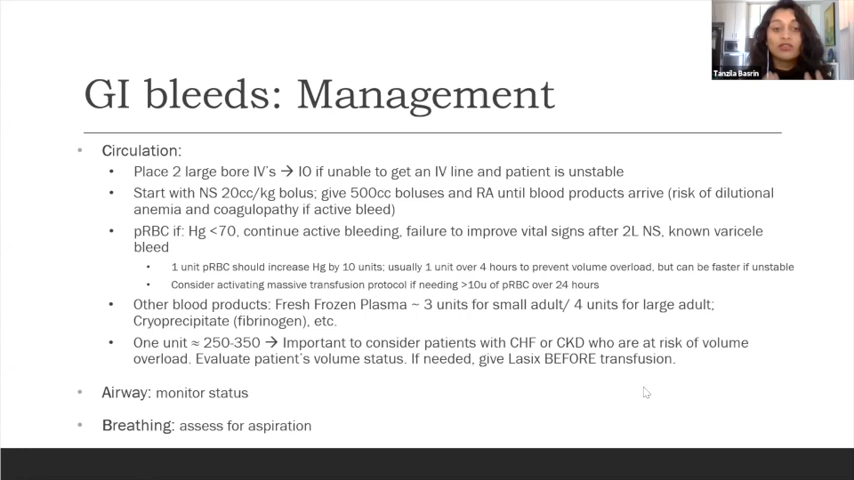 Tanzila Basrin
GI bleeds: Management
• Circulation:
• Place 2 large bore IV's → IO if unable to get an IV line and patient is unstable
• Start with NS 20cc/kg bolus; give 500cc boluses and RA until blood products arrive (risk of dilutional
anemia and coagulopathy if active bleed)
• pRBC if: Hg <70, continue active bleeding, failure to improve vital signs after 2L NS, known varicele
bleed
• 1 unit pRBC should increase Hg by 10 units; usually 1 unit over 4 hours to prevent volume overload, but can be faster if unstable
• Consider activating massive transfusion protocol if needing >10u of pRBC over 24 hours
• Other blood products: Fresh Frozen Plasma ~ 3 units for small adult/ 4 units for large adult;
Cryoprecipitate (fibrinogen), etc.
• One unit ≈ 250-350 → Important to consider patients with CHF or CKD who are at risk of volume
overload. Evaluate patient's volume status. If needed, give Lasix BEFORE transfusion.
• Airway: monitor status
• Breathing: assess for aspiration